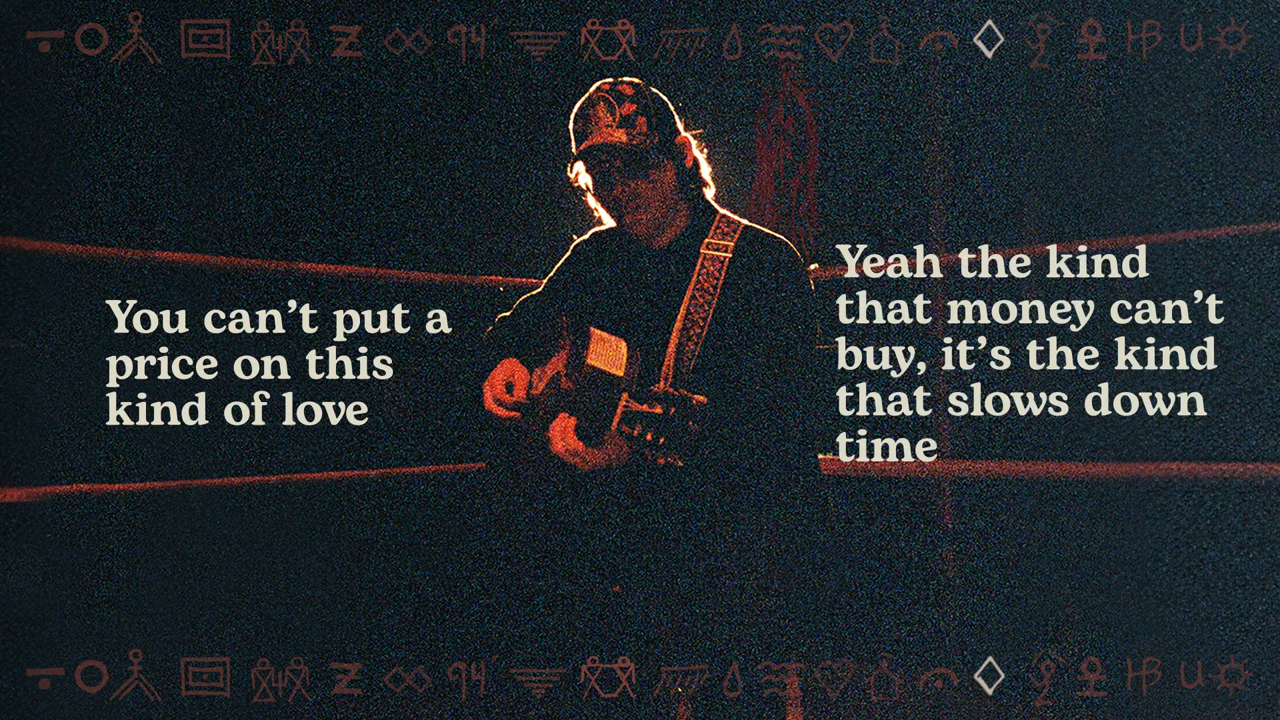 You can't put a
price on this
kind of love
Yeah the kind
that money can't
buy, it's the kind
that slows down
time